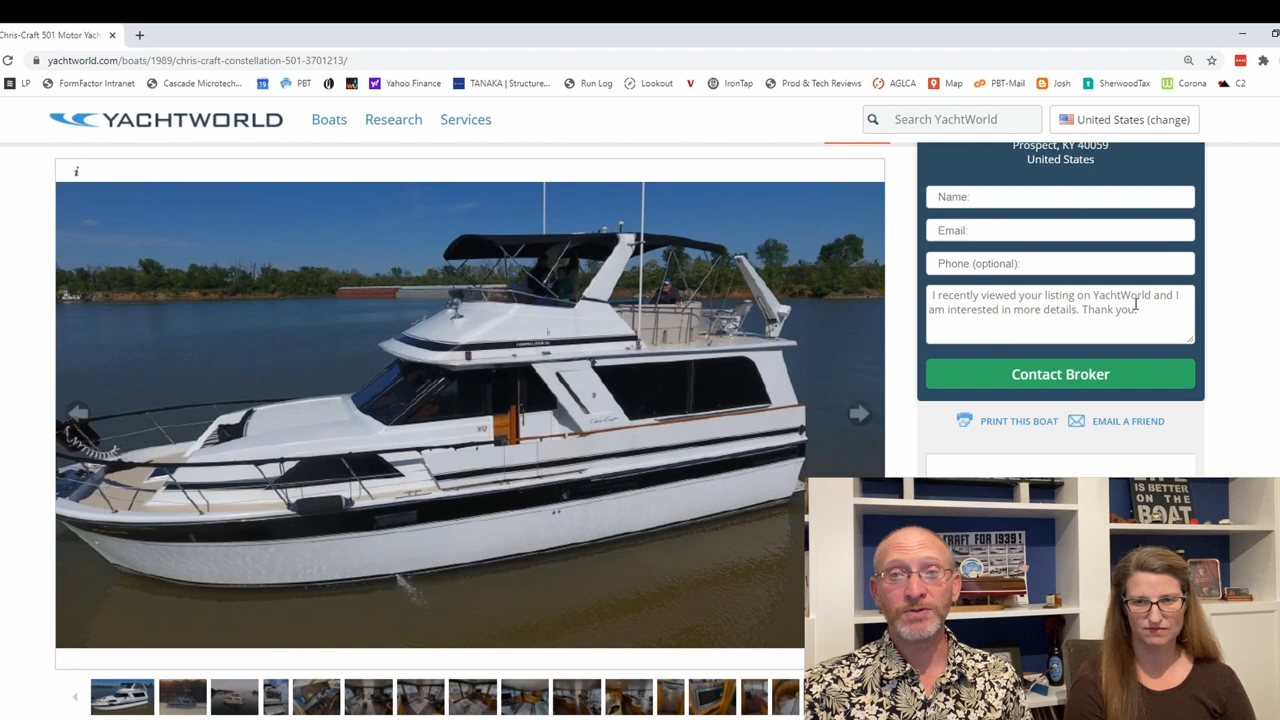 Chris-Craft 501 Motor Yach
yachtworld.com/boats/1989/chris-craft-constellation-501-3701213/
LP
FormFactor Intranet
Cascade Microtech...
19
PBT
Yahoo Finance
TANAKA | Structure...
Run Log
Lookout
V
IronTap
Prod & Tech Reviews
AGLCA
Map
PBT-Mail
Josh
SherwoodTax
Corona
C2
YACHTWORLD
Boats
Research
Services
Search YachtWorld
United States (change)
Prospect, KY 40059
United States
i
Name:
Email:
Phone (optional):
I recently viewed your listing on YachtWorld and I
am interested in more details. Thank you.
Contact Broker
PRINT THIS BOAT
EMAIL A FRIEND
IS BETTER
ON THE
BOAT
CRAFT FOR 1939!